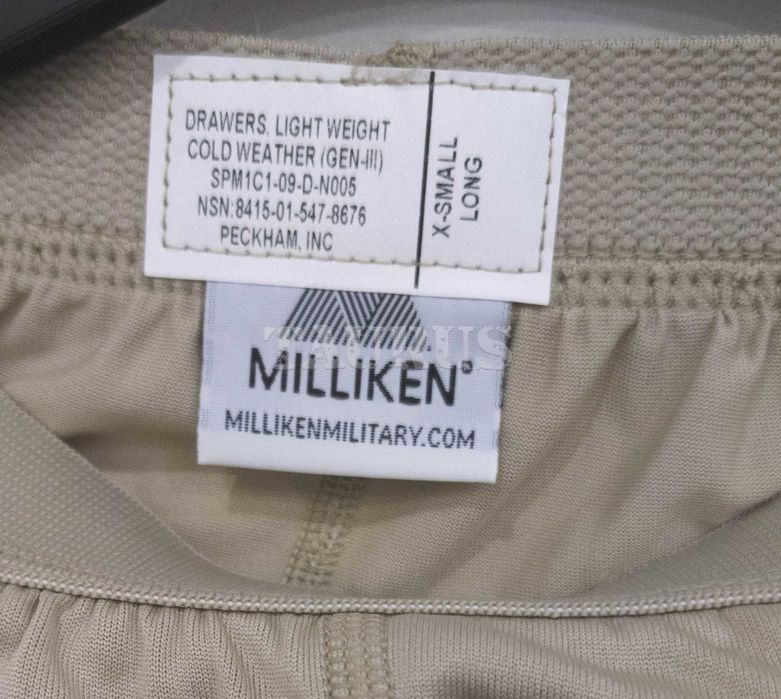 DRAWERS, LIGHT WEIGHT
COLD WEATHER (GEN-III)
SPM1C1-09-D-N005
NSN:8415-01-547-8676
PECKHAM, INC
X-SMALL
LONG
TAURUS
MILLIKEN®
MILLIKENMILITARY.COM